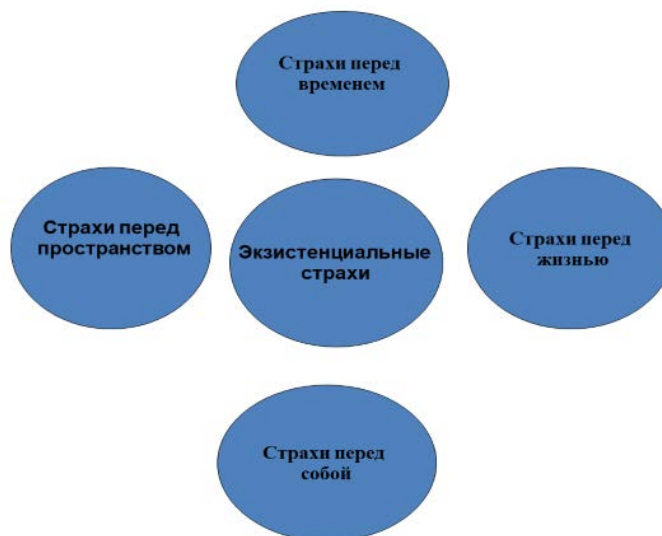 Страхи перед
временем
Страхи перед
пространством
Экзистенциальные
страхи
Страхи перед
жизнью
Страхи перед
собой